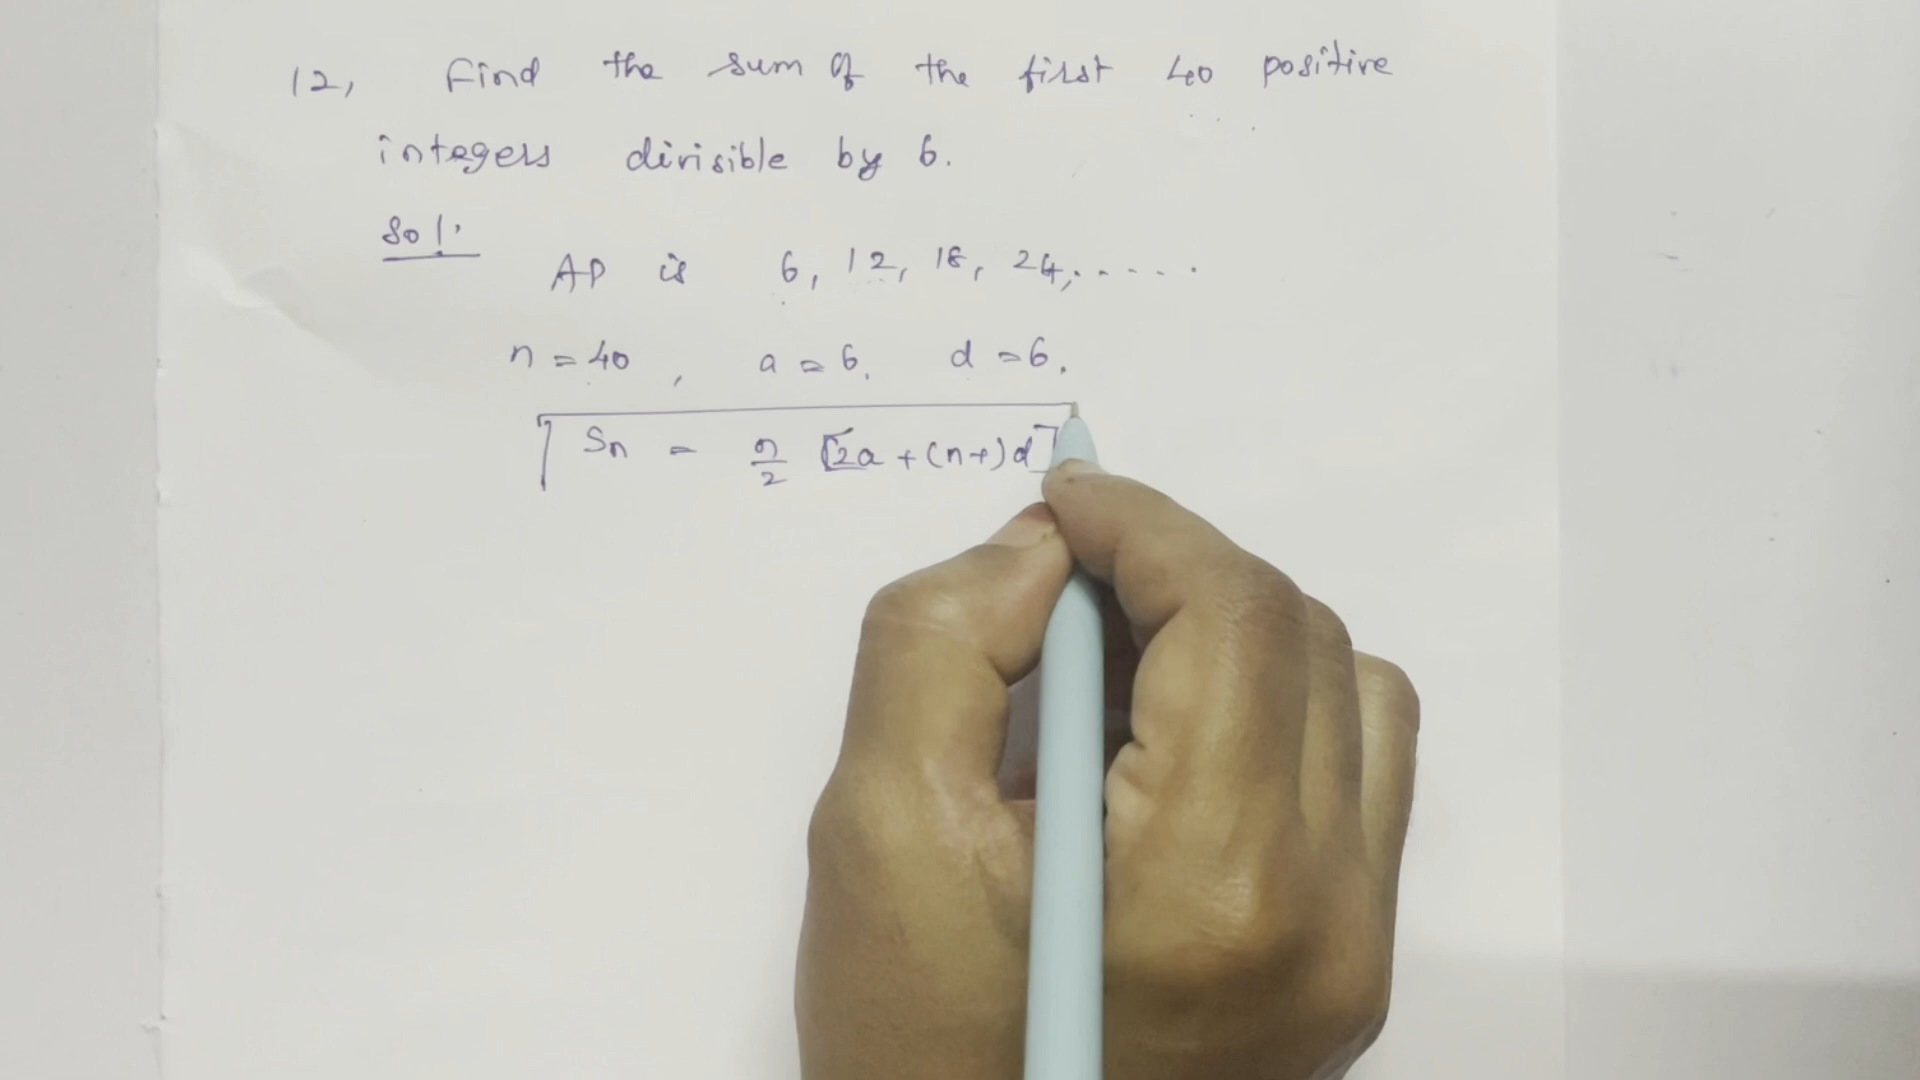 12, Find the sum of the first 40 positive
integers divisible by 6.
Sol:
AP is 6, 12, 18, 24, .....
n = 40, a = 6, d = 6.
Sn = n/2 [2a + (n-1)d]